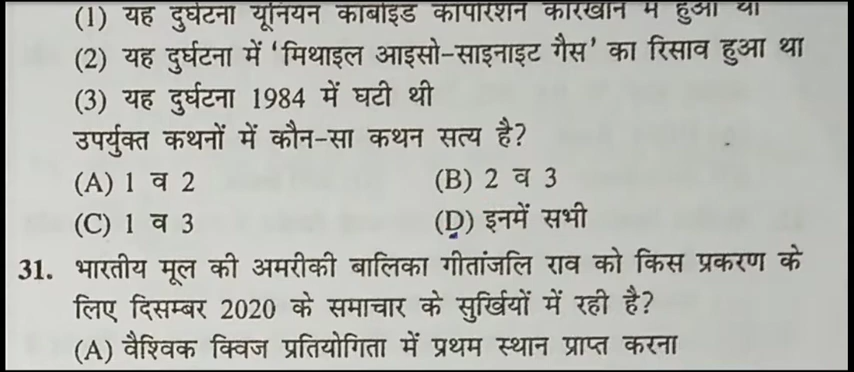 (1) यह दुर्घटना यूनियन कार्बाइड कॉर्पोरेशन कारखाने में हुआ था
(2) यह दुर्घटना में ‘मिथाइल आइसो-साइनाइट गैस’ का रिसाव हुआ था
(3) यह दुर्घटना 1984 में घटी थी
उपर्युक्त कथनों में कौन-सा कथन सत्य है?
(A) 1 व 2 (B) 2 व 3
(C) 1 व 3 (D) इनमें सभी
31. भारतीय मूल की अमरीकी बालिका गीतांजलि राव को किस प्रकरण के
लिए दिसम्बर 2020 के समाचार के सुर्खियों में रही है?
(A) वैश्विक क्विज प्रतियोगिता में प्रथम स्थान प्राप्त करना